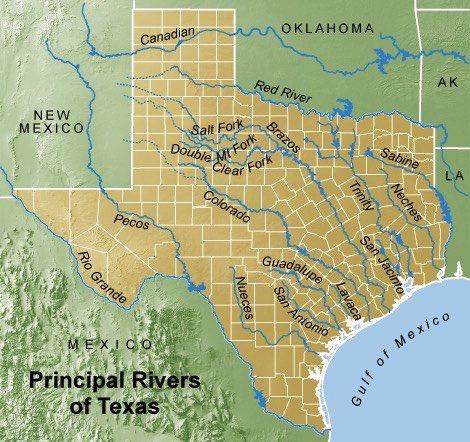 Canadian
OKLAHOMA
AK
Red River
NEW
MEXICO
Salt Fork
Brazos
Double Mt Fork
Clear Fork
Sabine
LA
Trinity
Neches
Colorado
Pecos
San Jacinto
Rio Grande
Guadalupe
Nueces
San Antonio
Lavaca
MEXICO
Gulf of Mexico
Principal Rivers
of Texas